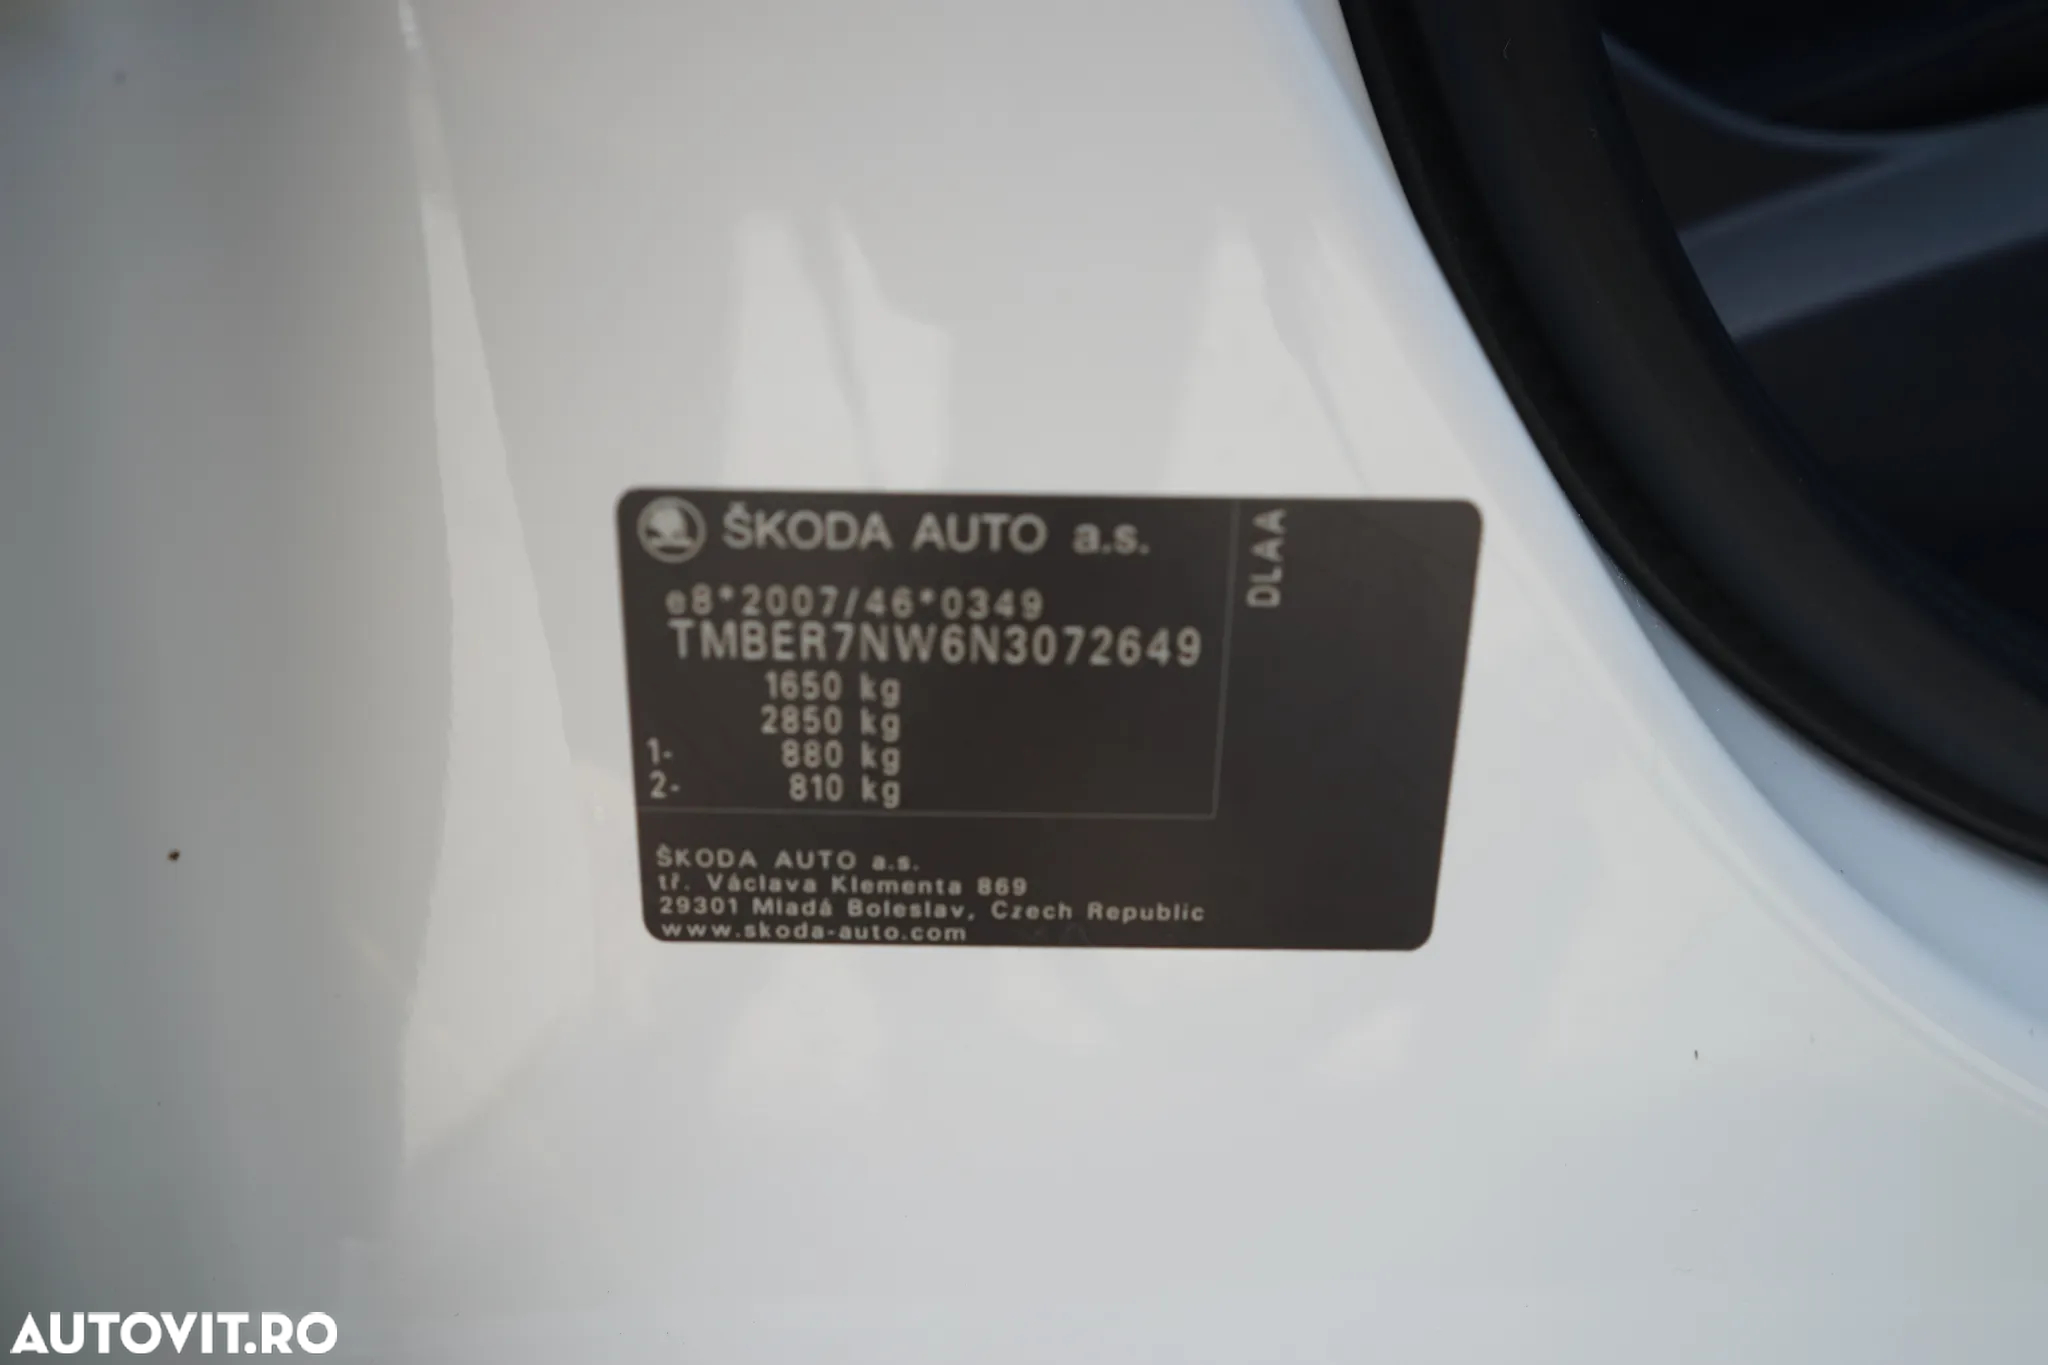 ŠKODA AUTO a.s.
DLAA
e8*2007/46*0349
TMBER7NW6N3072649
1650 kg
2850 kg
1- 880 kg
2- 810 kg
ŠKODA AUTO a.s.
tř. Václava Klementa 869
29301 Mladá Boleslav, Czech Republic
www.skoda-auto.com
AUTOVIT.RO